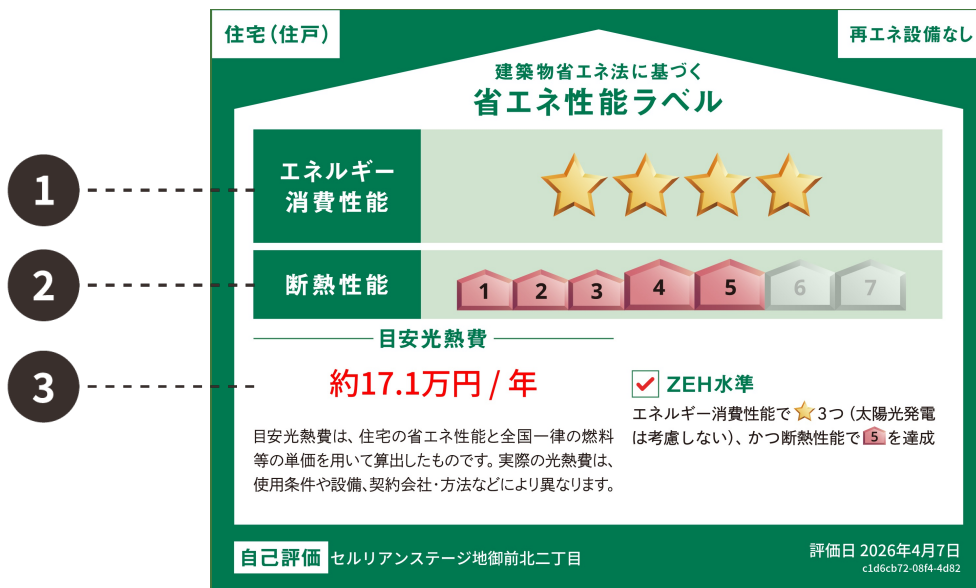 住宅(住戸)
再エネ設備なし
建築物省エネ法に基づく
省エネ性能ラベル
1
エネルギー
消費性能
2
断熱性能
1 2 3 4 5 6 7
目安光熱費
3
約17.1万円 / 年
目安光熱費は、住宅の省エネ性能と全国一律の燃料
等の単価を用いて算出したものです。実際の光熱費は、
使用条件や設備、契約会社・方法などにより異なります。
ZEH水準
エネルギー消費性能で 3つ(太陽光発電
は考慮しない)、かつ断熱性能で 5 を達成
自己評価 セルリアンステージ地御前北二丁目
評価日 2026年4月7日
c1d6cb72-08f4-4d82